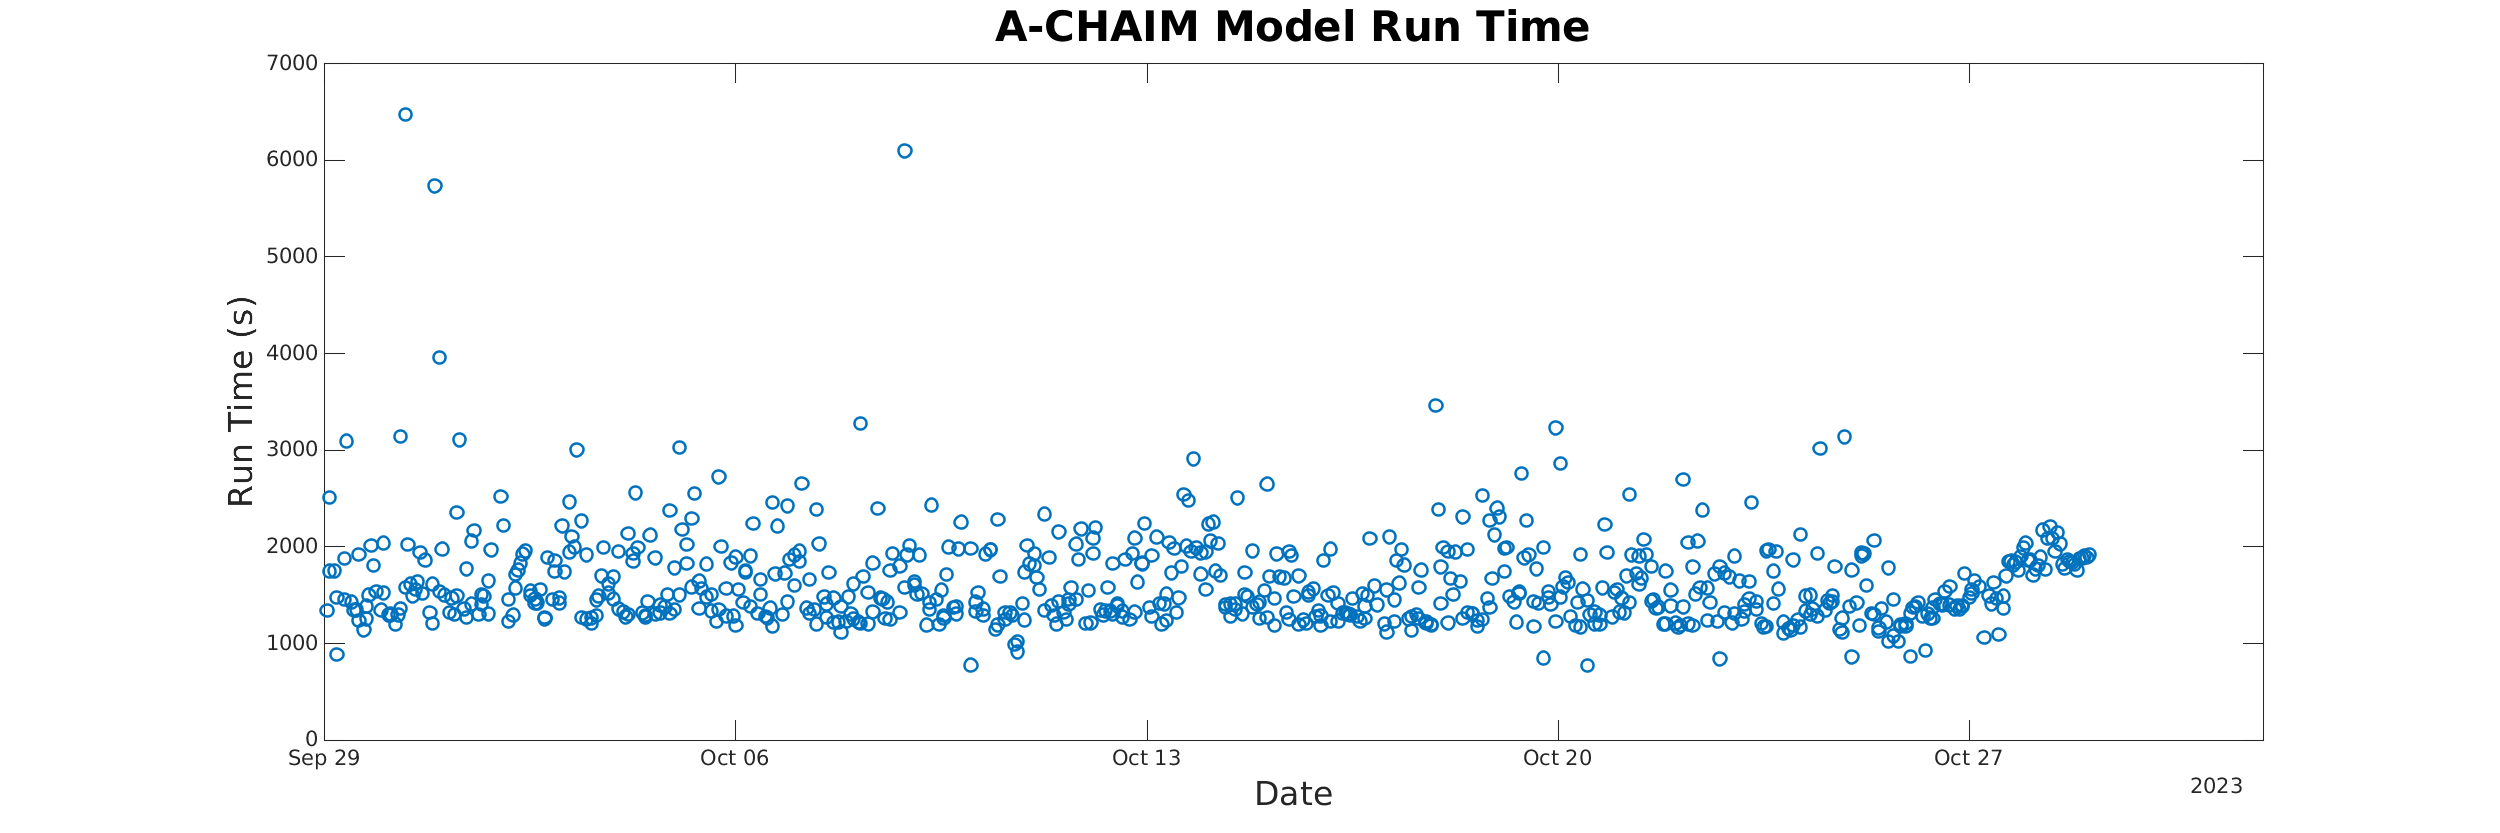 A-CHAIM Model Run Time
7000
6000
5000
4000
3000
2000
1000
0
Run Time (s)
Sep 29 Oct 06 Oct 13 Oct 20 Oct 27
2023
Date